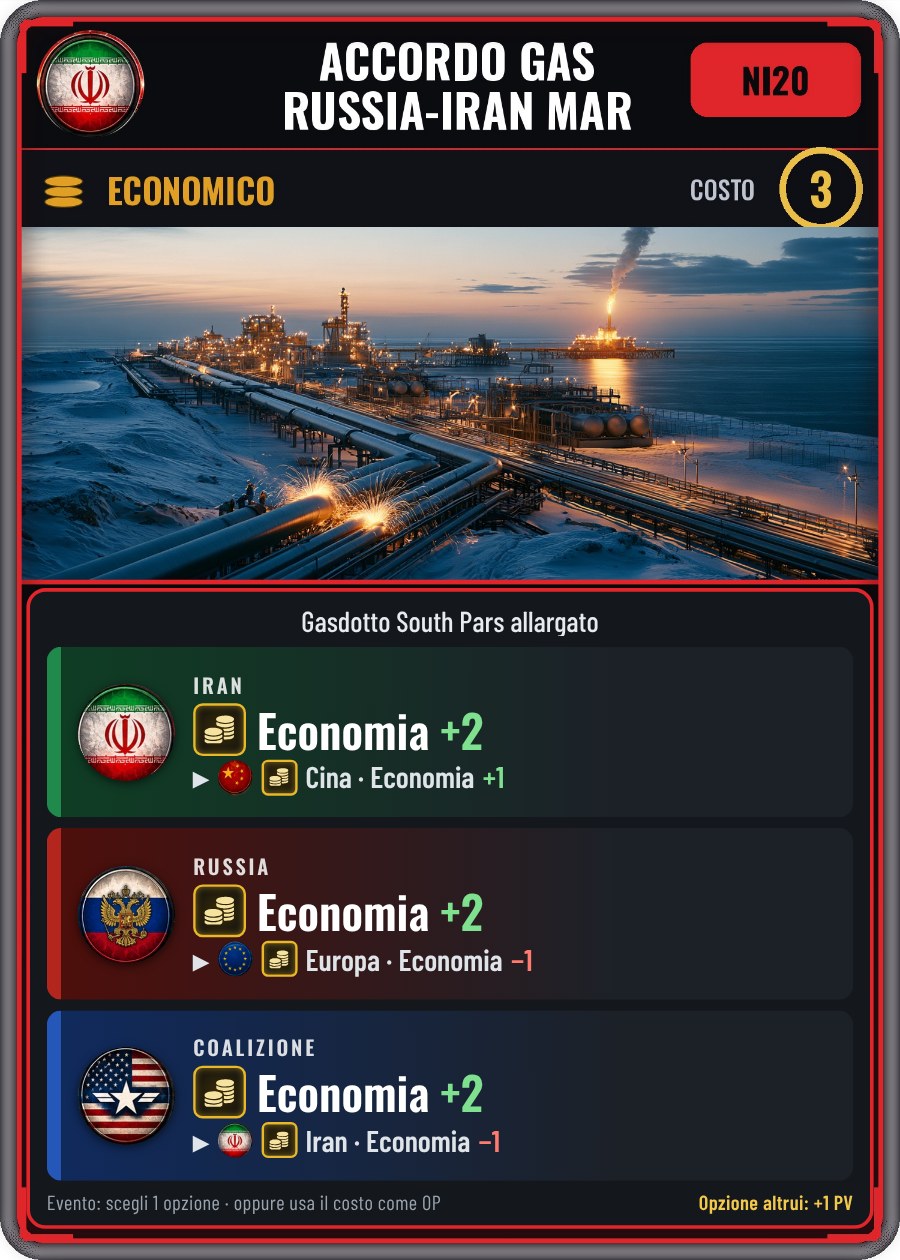 ACCORDO GAS
RUSSIA-IRAN MAR
NI20
ECONOMICO
COSTO
3
Gasdotto South Pars allargato
IRAN
Economia +2
▶ Cina · Economia +1
RUSSIA
Economia +2
▶ Europa · Economia −1
COALIZIONE
Economia +2
▶ Iran · Economia −1
Evento: scegli 1 opzione · oppure usa il costo come OP
Opzione altrui: +1 PV